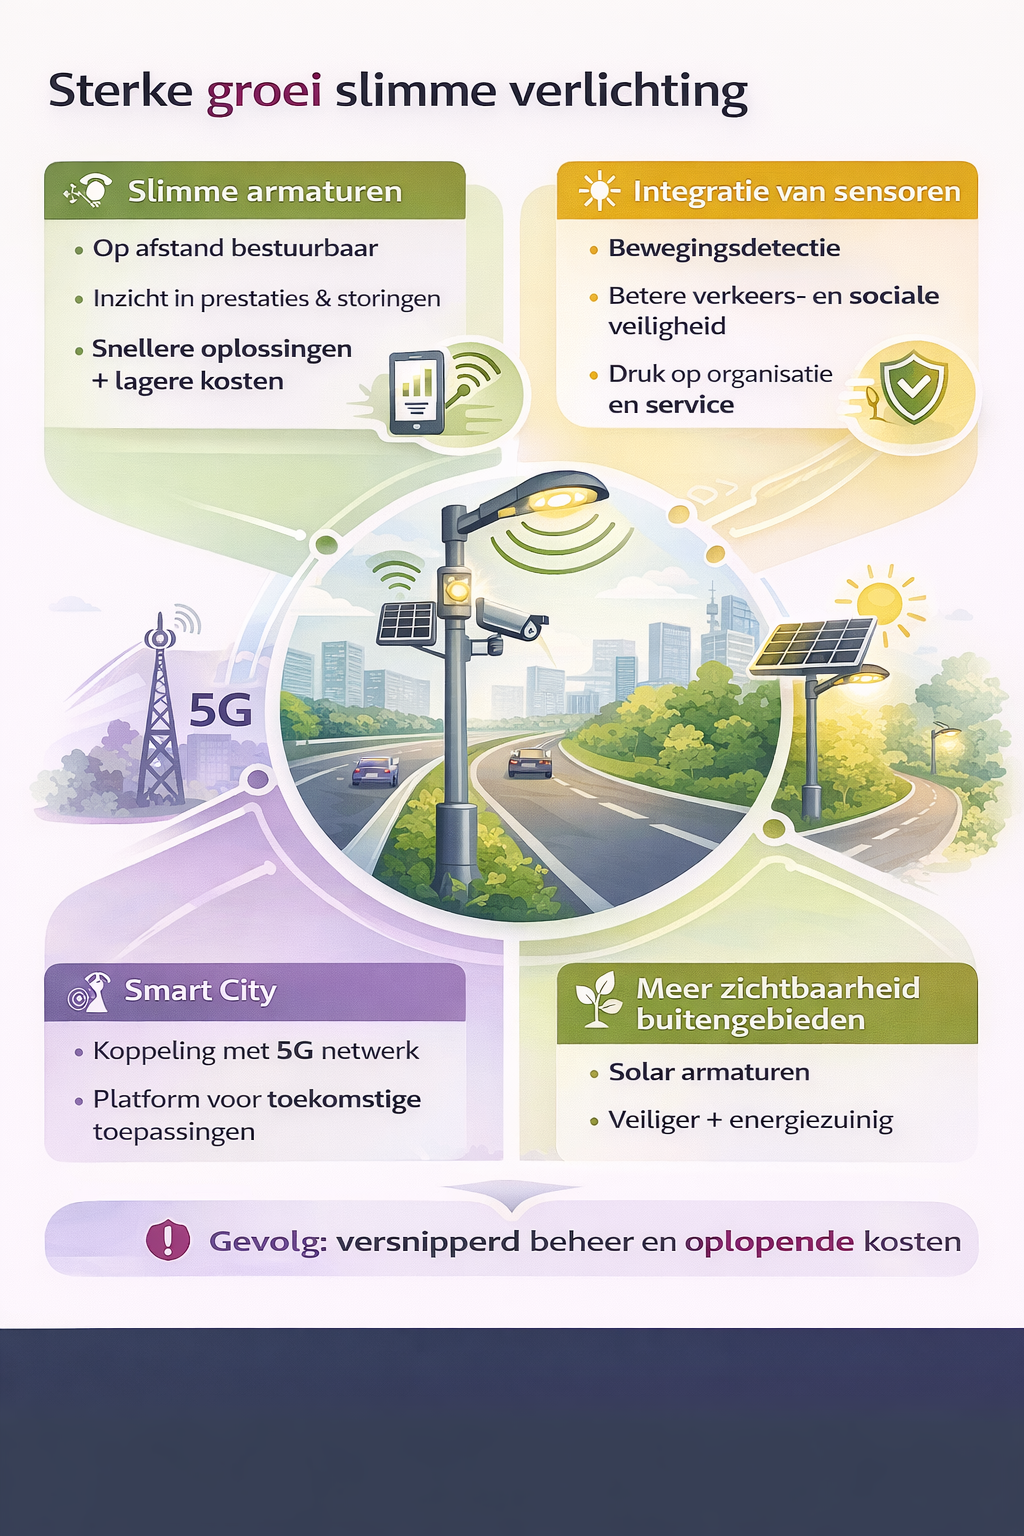 Sterke groei slimme verlichting
Slimme armaturen
• Op afstand bestuurbaar
• Inzicht in prestaties & storingen
• Snellere oplossingen
+ lagere kosten
Integratie van sensoren
• Bewegingsdetectie
• Betere verkeers- en sociale
veiligheid
• Druk op organisatie
en service
5G
Smart City
• Koppeling met 5G netwerk
• Platform voor toekomstige
toepassingen
Meer zichtbaarheid
buitengebieden
• Solar armaturen
• Veiliger + energiezuinig
Gevolg: versnipperd beheer en oplopende kosten